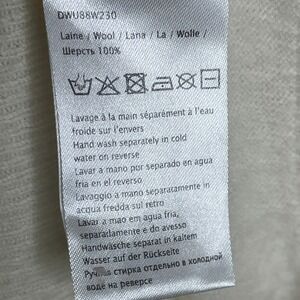 DWU88W230
Laine / Wool / Lana / La / Wolle /
Шерсть 100%
Lavage à la main séparément à l'eau
froide sur l'envers
Hand wash separately in cold
water on reverse
Lavar a mano por separado en agua
fria en el reverso
Lavaggio a mano separatamente in
acqua fredda sul retro
Lavar a mao em agua fria,
separadamente e do avesso
Handwäsche separat in kaltem
Wasser auf der Rückseite
Ручная стирка отдельно в холодной
воде на реверсе